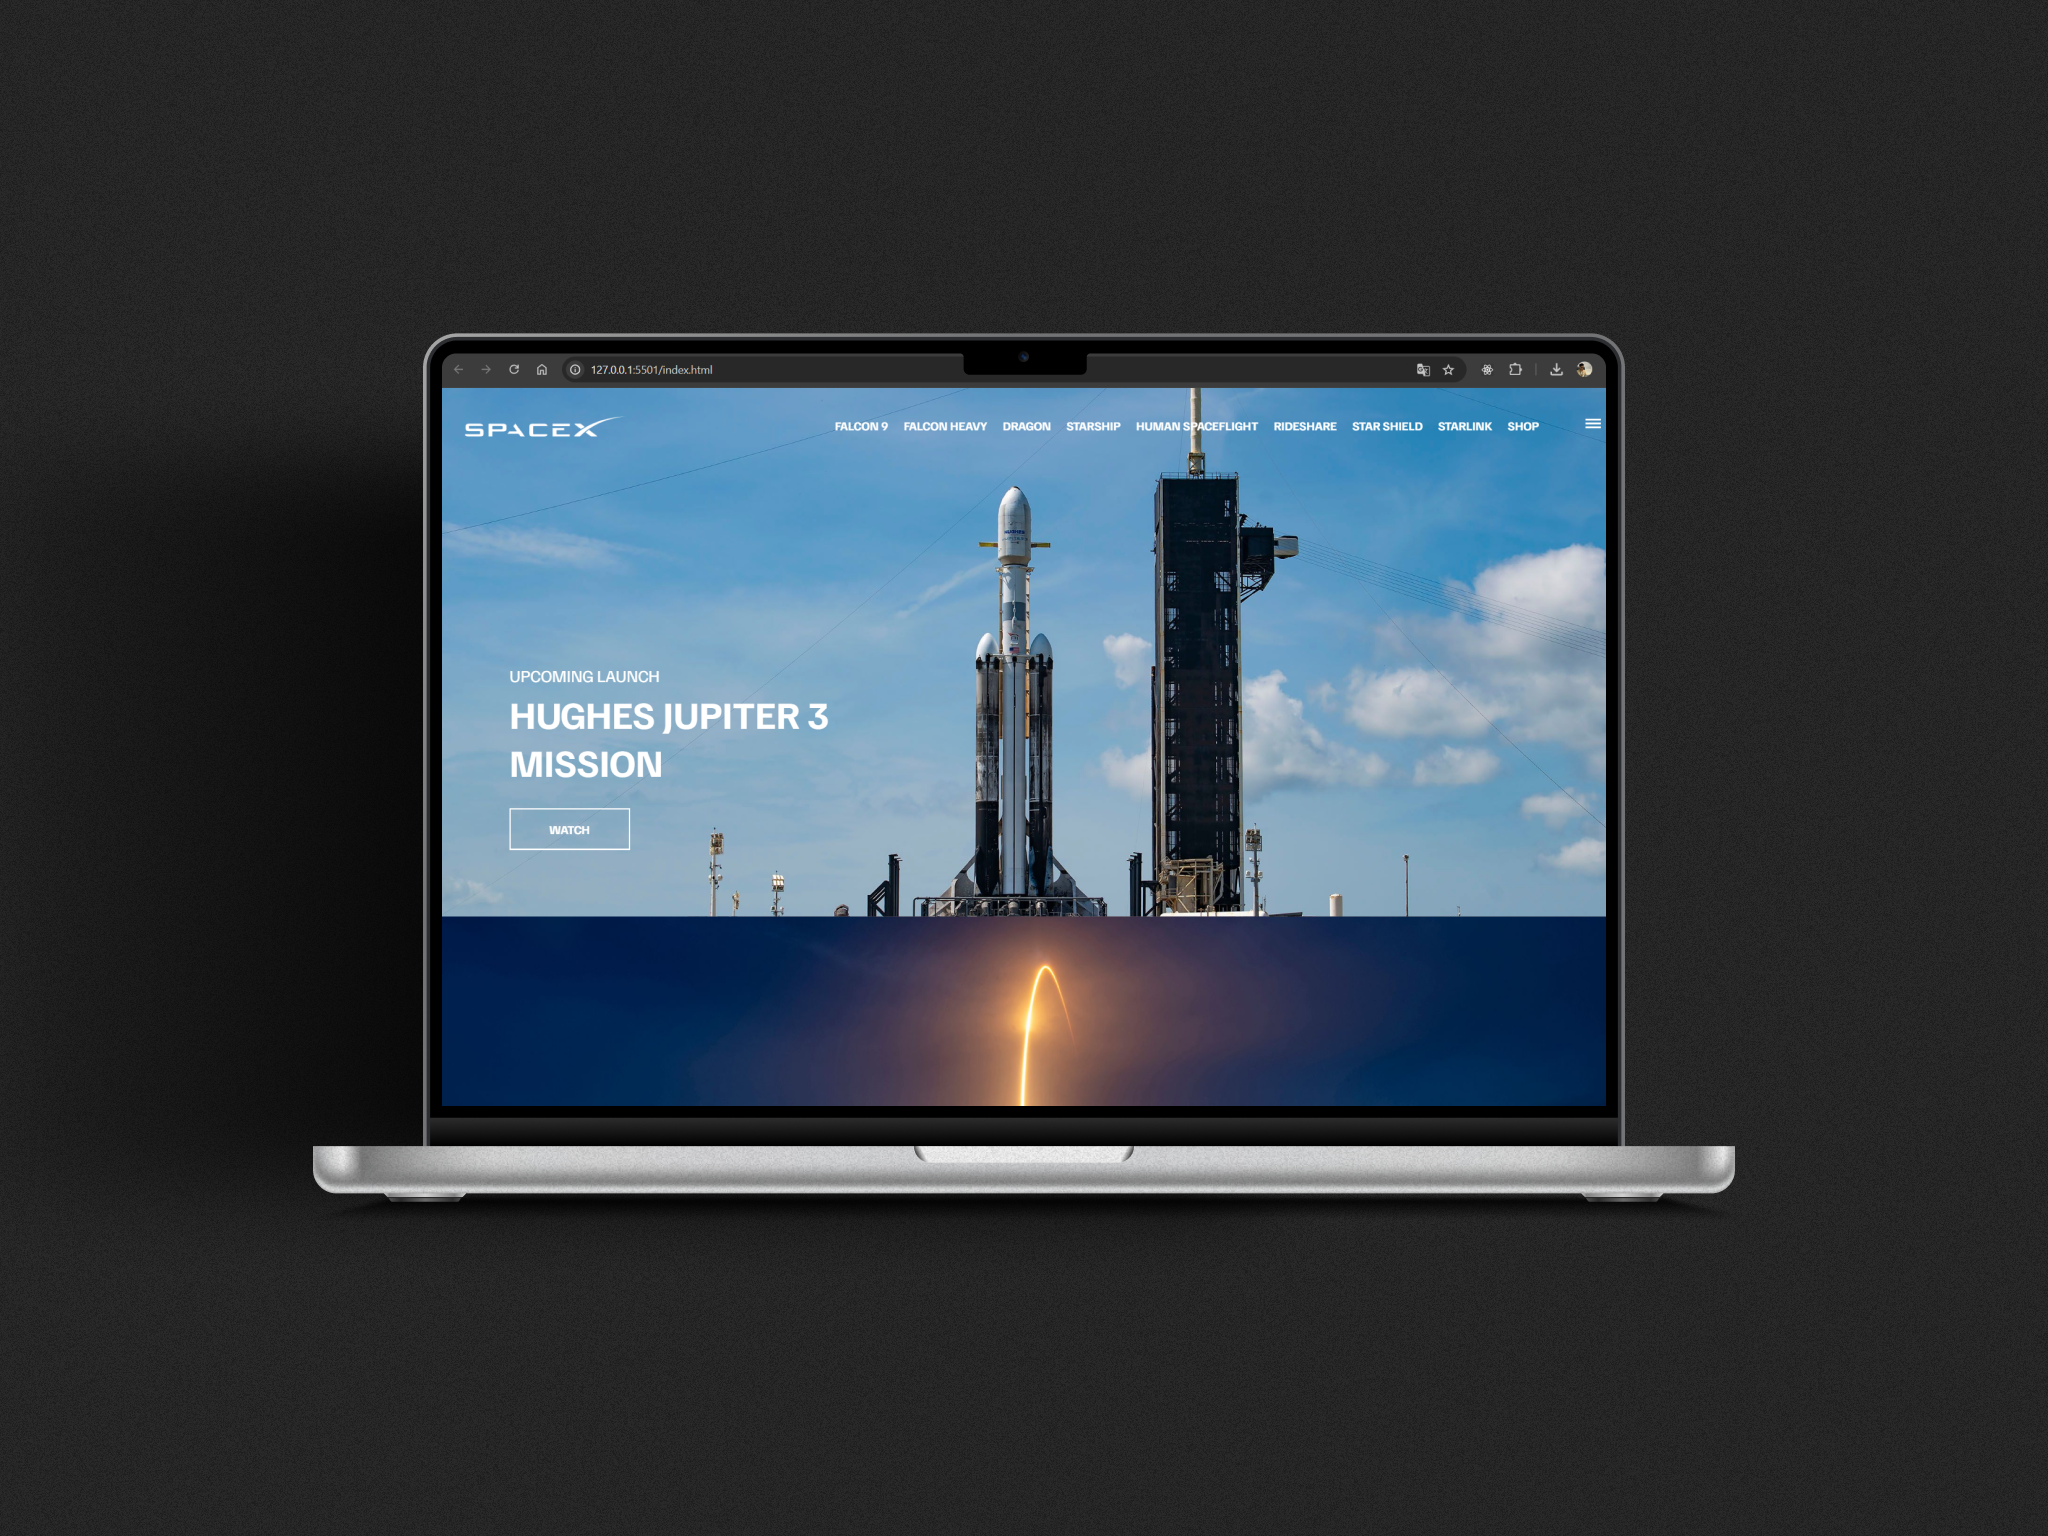 127.0.0.1:5501/index.html
SPACEX
FALCON 9 FALCON HEAVY DRAGON STARSHIP HUMAN SPACEFLIGHT RIDESHARE STAR SHIELD STARLINK SHOP
UPCOMING LAUNCH
HUGHES JUPITER 3
MISSION
WATCH